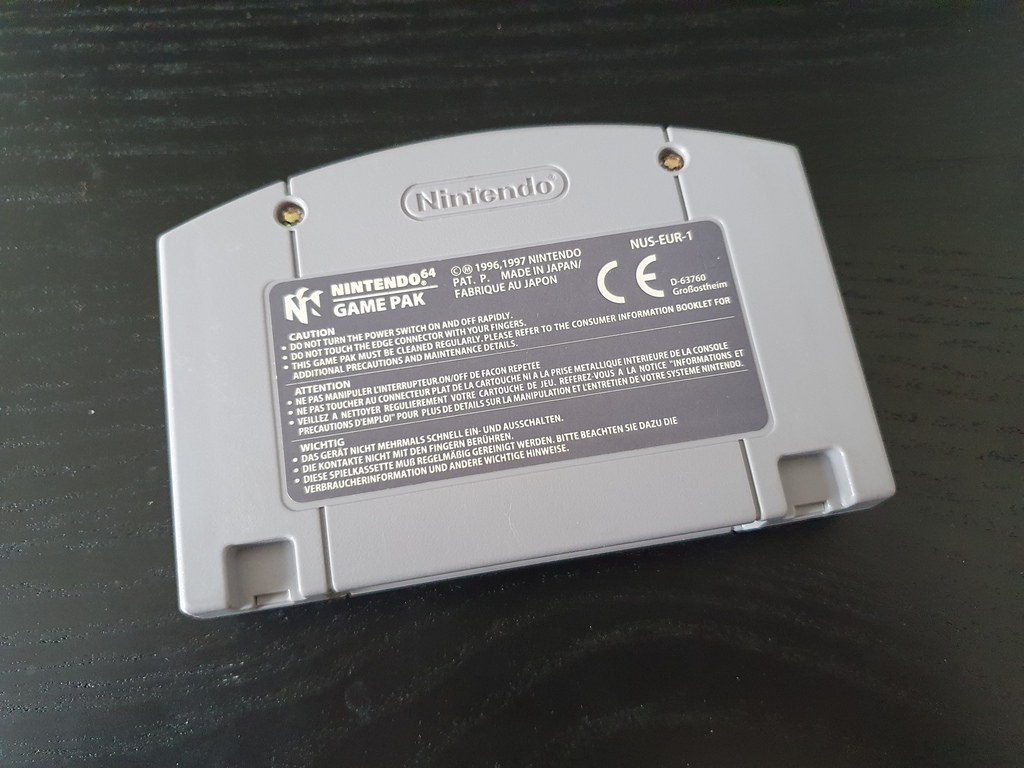 Nintendo®
NINTENDO64
GAME PAK
©Ⓜ 1996,1997 NINTENDO
PAT. P. MADE IN JAPAN/
FABRIQUE AU JAPON
NUS-EUR-1
CE
D-63760
Großostheim
CAUTION
• DO NOT TURN THE POWER SWITCH ON AND OFF RAPIDLY.
• DO NOT TOUCH THE EDGE CONNECTOR WITH YOUR FINGERS.
• THIS GAME PAK MUST BE CLEANED REGULARLY. PLEASE REFER TO THE CONSUMER INFORMATION BOOKLET FOR
ADDITIONAL PRECAUTIONS AND MAINTENANCE DETAILS.
ATTENTION
• NE PAS MANIPULER L'INTERRUPTEUR.ON/OFF DE FACON REPETEE
• NE PAS TOUCHER AU CONNECTEUR PAT DE LA CARTOUCHE NI A LA PRISE METALLIQUE INTERIEURE DE LA CONSOLE
• VEILLEZ A NETTOYER REGULIEREMENT VOTRE CARTOUCHE DE JEU. REFEREZ-VOUS A LA NOTICE "INFORMATIONS ET
PRECAUTIONS D'EMPLOI" POUR PLUS DE DETAILS SUR LA MANIPULATION ET L'ENTRETIEN DE VOTRE SYSTEME NINTENDO.
WICHTIG
• DAS GERÄT NICHT MEHRMALS SCHNELL EIN- UND AUSSCHALTEN.
• DIE KONTAKTE NICHT MIT DEN FINGERN BERÜHREN.
• DIESE SPIELKASSETTE MUß REGELMÄßIG GEREINIGT WERDEN. BITTE BEACHTEN SIE DAZU DIE
VERBRAUCHERINFORMATION UND ANDERE WICHTIGE HINWEISE.